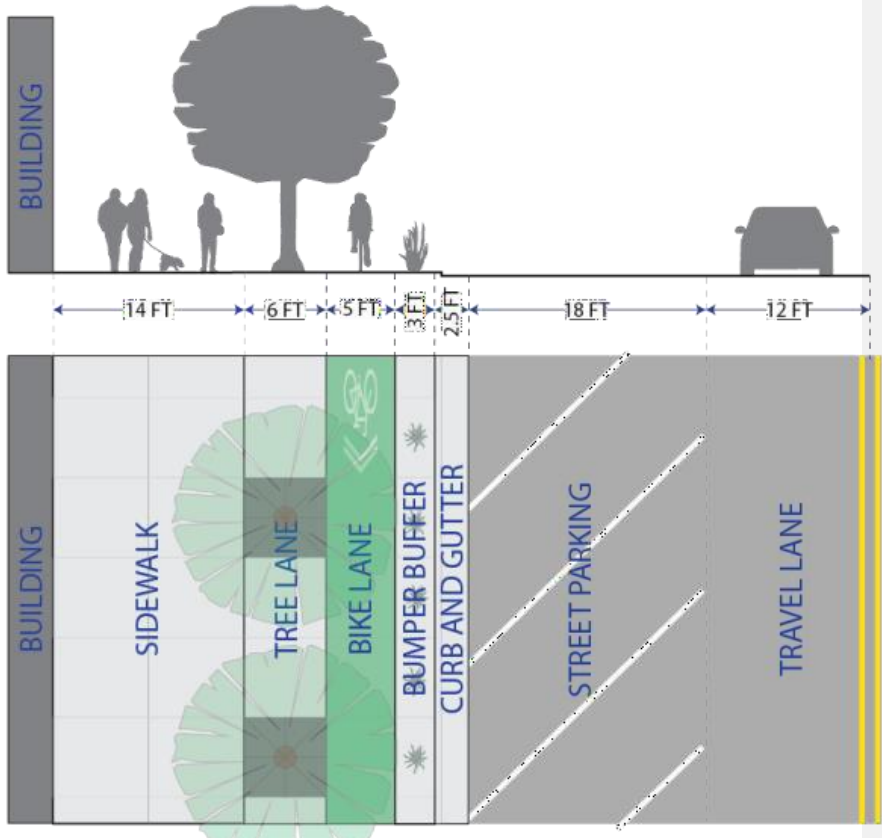 BUILDING
14 FT
6 FT
5 FT
3 FT
2.5 FT
18 FT
12 FT
BUILDING
SIDEWALK
TREE LANE
BIKE LANE
BUMPER BUFFER
CURB AND GUTTER
STREET PARKING
TRAVEL LANE